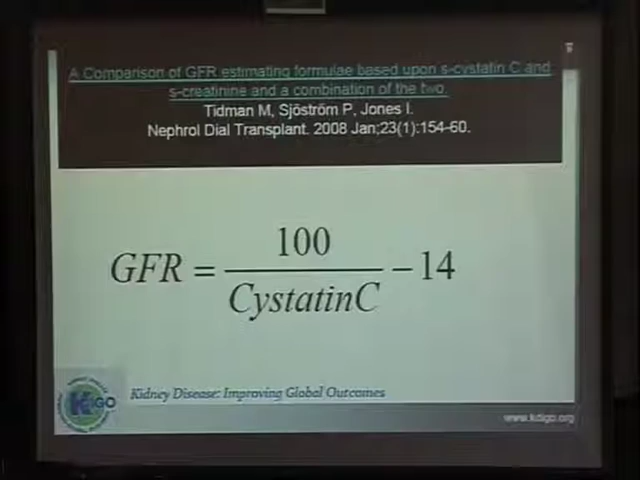 A Comparison of GFR estimating formulae based upon s-cystatin C and
s-creatinine and a combination of the two.
Tidman M, Sjöström P, Jones I.
Nephrol Dial Transplant. 2008 Jan;23(1):154-60.
GFR = 100 / CystatinC − 14
KDIGO
Kidney Disease: Improving Global Outcomes
www.kdigo.org